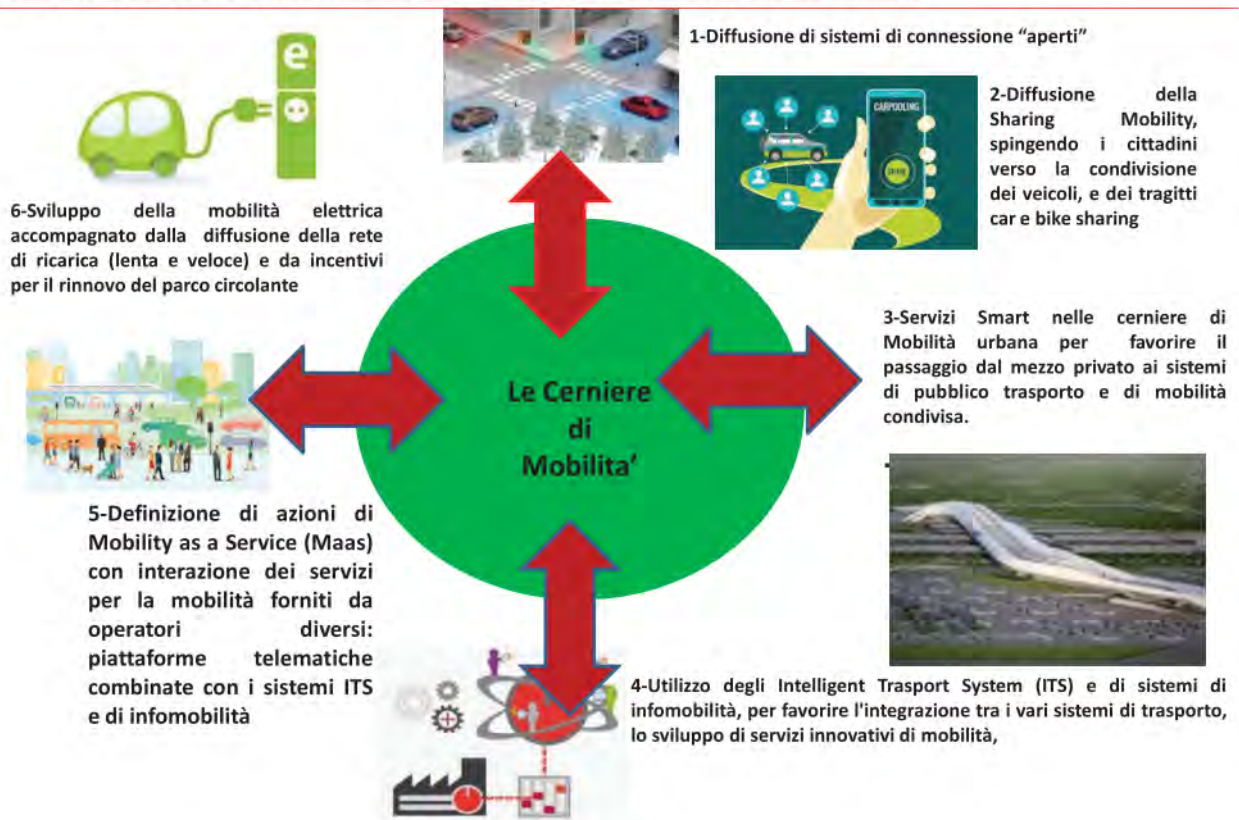 1-Diffusione di sistemi di connessione “aperti”
CARPOOLING
2-Diffusione della
Sharing Mobility,
spingendo i cittadini
verso la condivisione
dei veicoli, e dei tragitti
car e bike sharing
e
6-Sviluppo della mobilità elettrica
accompagnato dalla diffusione della rete
di ricarica (lenta e veloce) e da incentivi
per il rinnovo del parco circolante
3-Servizi Smart nelle cerniere di
Mobilità urbana per favorire il
passaggio dal mezzo privato ai sistemi
di pubblico trasporto e di mobilità
condivisa.
Le Cerniere
di
Mobilita’
5-Definizione di azioni di
Mobility as a Service (Maas)
con interazione dei servizi
per la mobilità forniti da
operatori diversi:
piattaforme telematiche
combinate con i sistemi ITS
e di infomobilità
4-Utilizzo degli Intelligent Trasport System (ITS) e di sistemi di
infomobilità, per favorire l'integrazione tra i vari sistemi di trasporto,
lo sviluppo di servizi innovativi di mobilità,